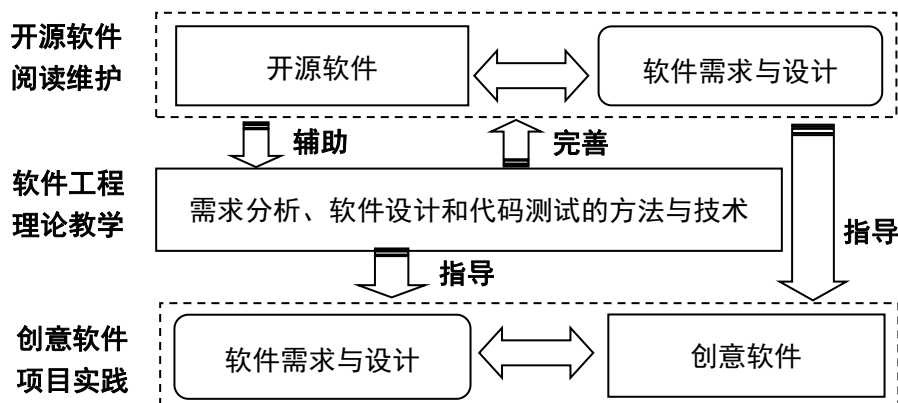 开源软件
阅读维护
开源软件
软件需求与设计
辅助
完善
软件工程
理论教学
需求分析、软件设计和代码测试的方法与技术
指导
指导
创意软件
项目实践
软件需求与设计
创意软件